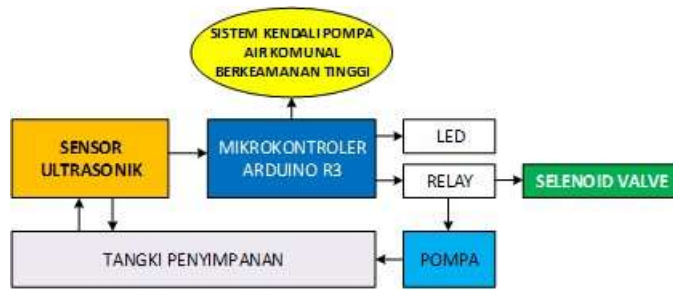 SISTEM KENDALI POMPA
AIR KOMUNAL
BERKEAMANAN TINGGI
SENSOR
ULTRASONIK
MIKROKONTROLER
ARDUINO R3
LED
RELAY
SELENOID VALVE
TANGKI PENYIMPANAN
POMPA